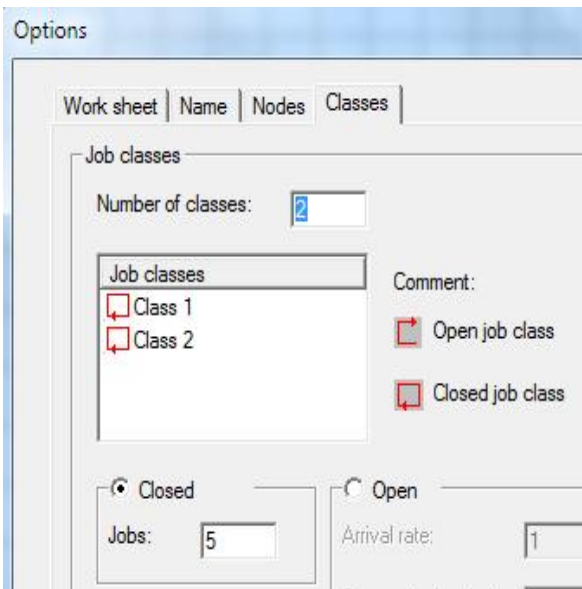 Options
Work sheet Name Nodes Classes
Job classes
Number of classes: 2
Job classes
Class 1
Class 2
Comment:
Open job class
Closed job class
Closed
Jobs: 5
Open
Arrival rate: 1